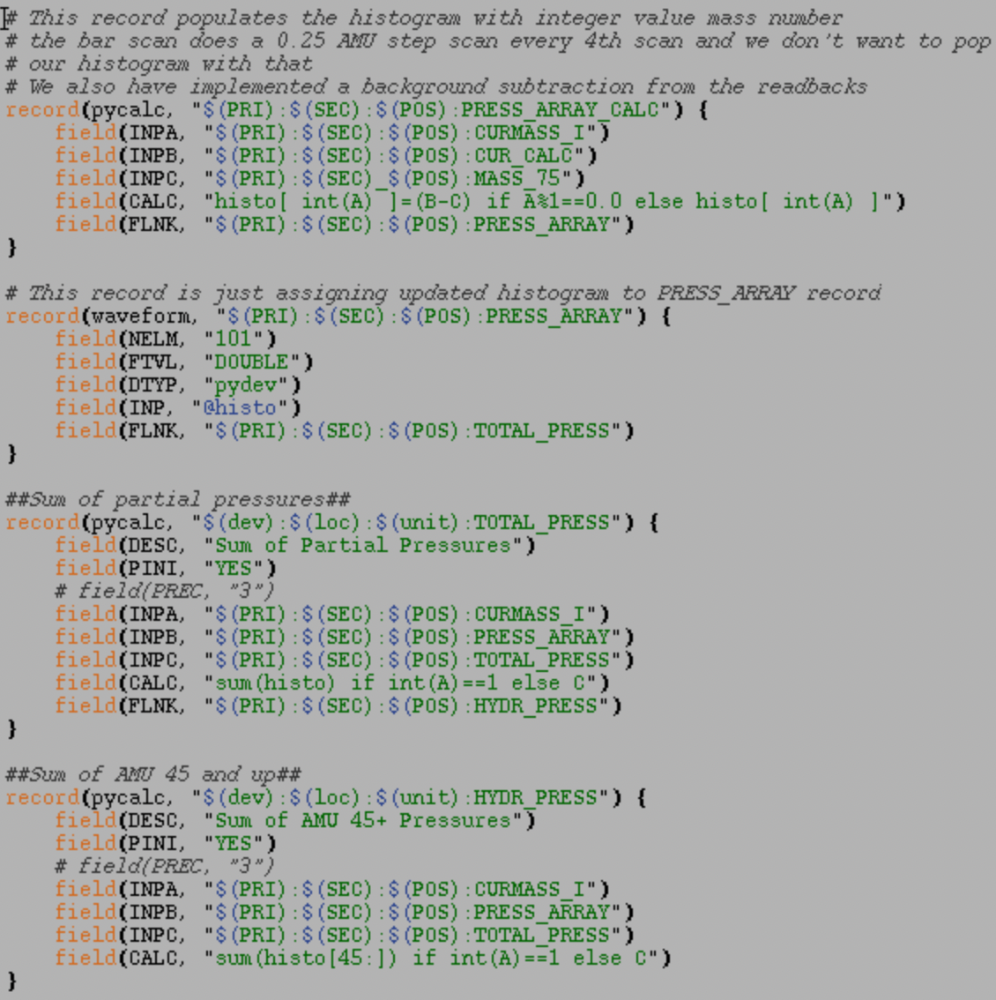 # This record populates the histogram with integer value mass number
# the bar scan does a 0.25 AMU step scan every 4th scan and we don't want to pop
# our histogram with that
# We also have implemented a background subtraction from the readbacks
record(pycalc, "$(PRI):$(SEC):$(POS):PRESS_ARRAY_CALC") {
    field(INPA, "$(PRI):$(SEC):$(POS):CURMASS_I")
    field(INPB, "$(PRI):$(SEC):$(POS):CUR_CALC")
    field(INPC, "$(PRI):$(SEC)_$(POS):MASS_75")
    field(CALC, "histo[ int(A) ]=(B-C) if A%1==0.0 else histo[ int(A) ]")
    field(FLNK, "$(PRI):$(SEC):$(POS):PRESS_ARRAY")
}

# This record is just assigning updated histogram to PRESS_ARRAY record
record(waveform, "$(PRI):$(SEC):$(POS):PRESS_ARRAY") {
    field(NELM, "101")
    field(FTVL, "DOUBLE")
    field(DTYP, "pydev")
    field(INP, "@histo")
    field(FLNK, "$(PRI):$(SEC):$(POS):TOTAL_PRESS")
}

##Sum of partial pressures##
record(pycalc, "$(dev):$(loc):$(unit):TOTAL_PRESS") {
    field(DESC, "Sum of Partial Pressures")
    field(PINI, "YES")
    # field(PREC, "3")
    field(INPA, "$(PRI):$(SEC):$(POS):CURMASS_I")
    field(INPB, "$(PRI):$(SEC):$(POS):PRESS_ARRAY")
    field(INPC, "$(PRI):$(SEC):$(POS):TOTAL_PRESS")
    field(CALC, "sum(histo) if int(A)==1 else C")
    field(FLNK, "$(PRI):$(SEC):$(POS):HYDR_PRESS")
}

##Sum of AMU 45 and up##
record(pycalc, "$(dev):$(loc):$(unit):HYDR_PRESS") {
    field(DESC, "Sum of AMU 45+ Pressures")
    field(PINI, "YES")
    # field(PREC, "3")
    field(INPA, "$(PRI):$(SEC):$(POS):CURMASS_I")
    field(INPB, "$(PRI):$(SEC):$(POS):PRESS_ARRAY")
    field(INPC, "$(PRI):$(SEC):$(POS):TOTAL_PRESS")
    field(CALC, "sum(histo[45:]) if int(A)==1 else C")
}